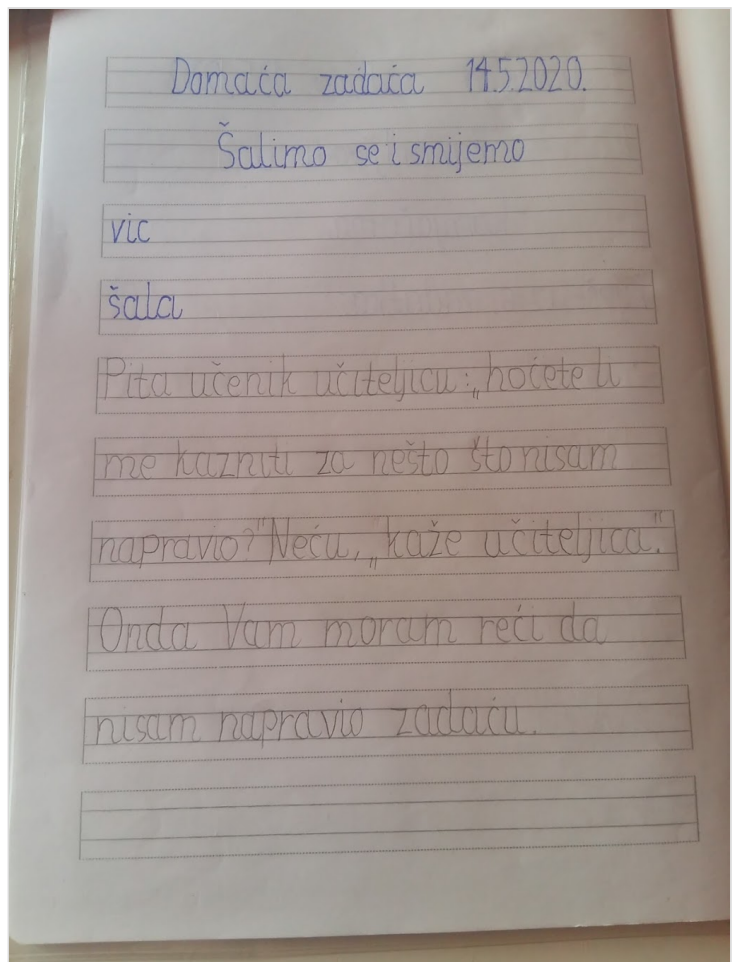 Domaća zadaća 14.5.2020.
Šalimo se i smijemo
vic
šala
Pita učenik učiteljicu: „hoćete li
me kazniti za nešto što nisam
napravio?" Neću, „kaže učiteljica."
Onda Vam moram reći da
nisam napravio zadaću.